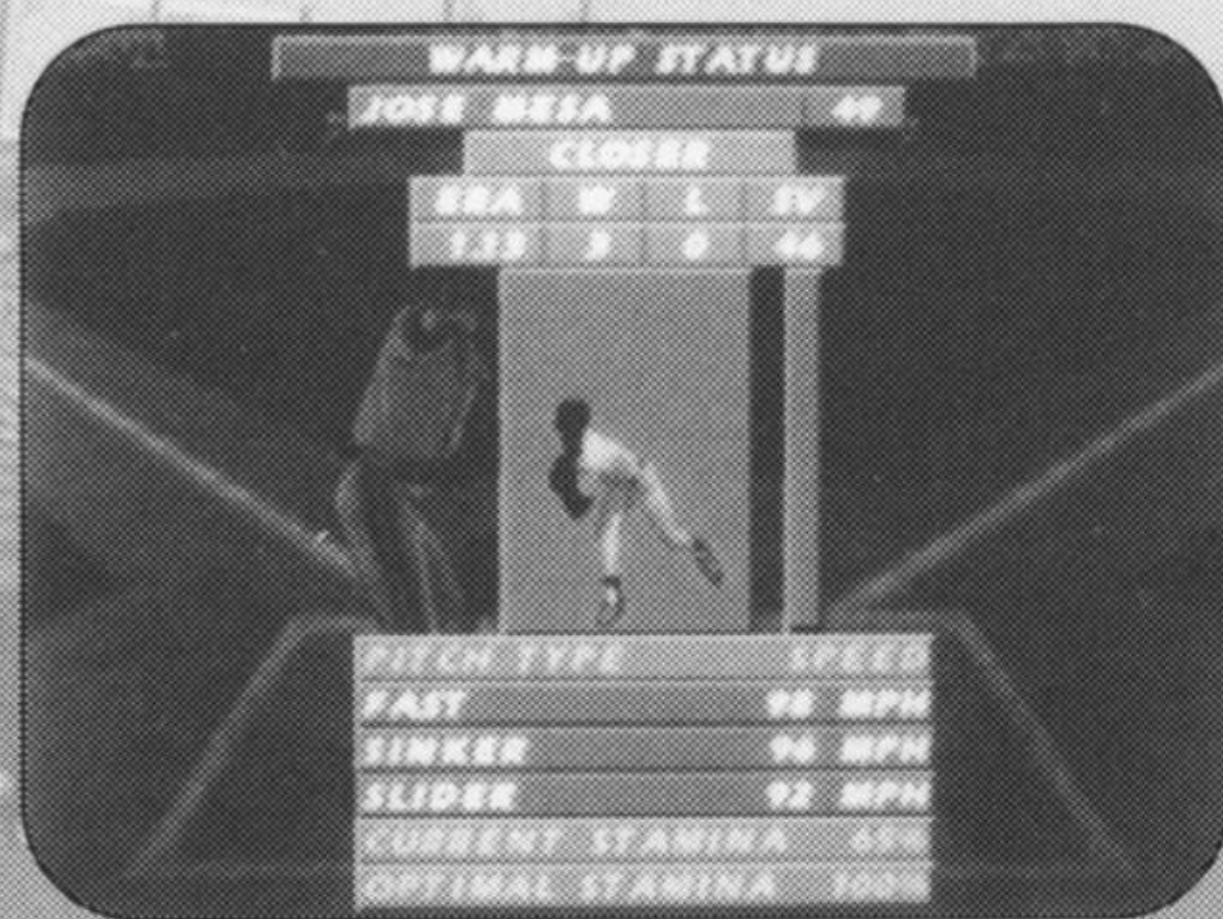 WARM-UP STATUS
JOSE MESA 49
CLOSER
ERA W L SV
1.13 3 0 46
PITCH TYPE SPEED
FAST 98 MPH
SINKER 96 MPH
SLIDER 92 MPH
CURRENT STAMINA 65%
OPTIMAL STAMINA 100%